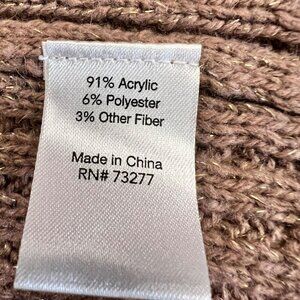 91% Acrylic
6% Polyester
3% Other Fiber
Made in China
RN# 73277